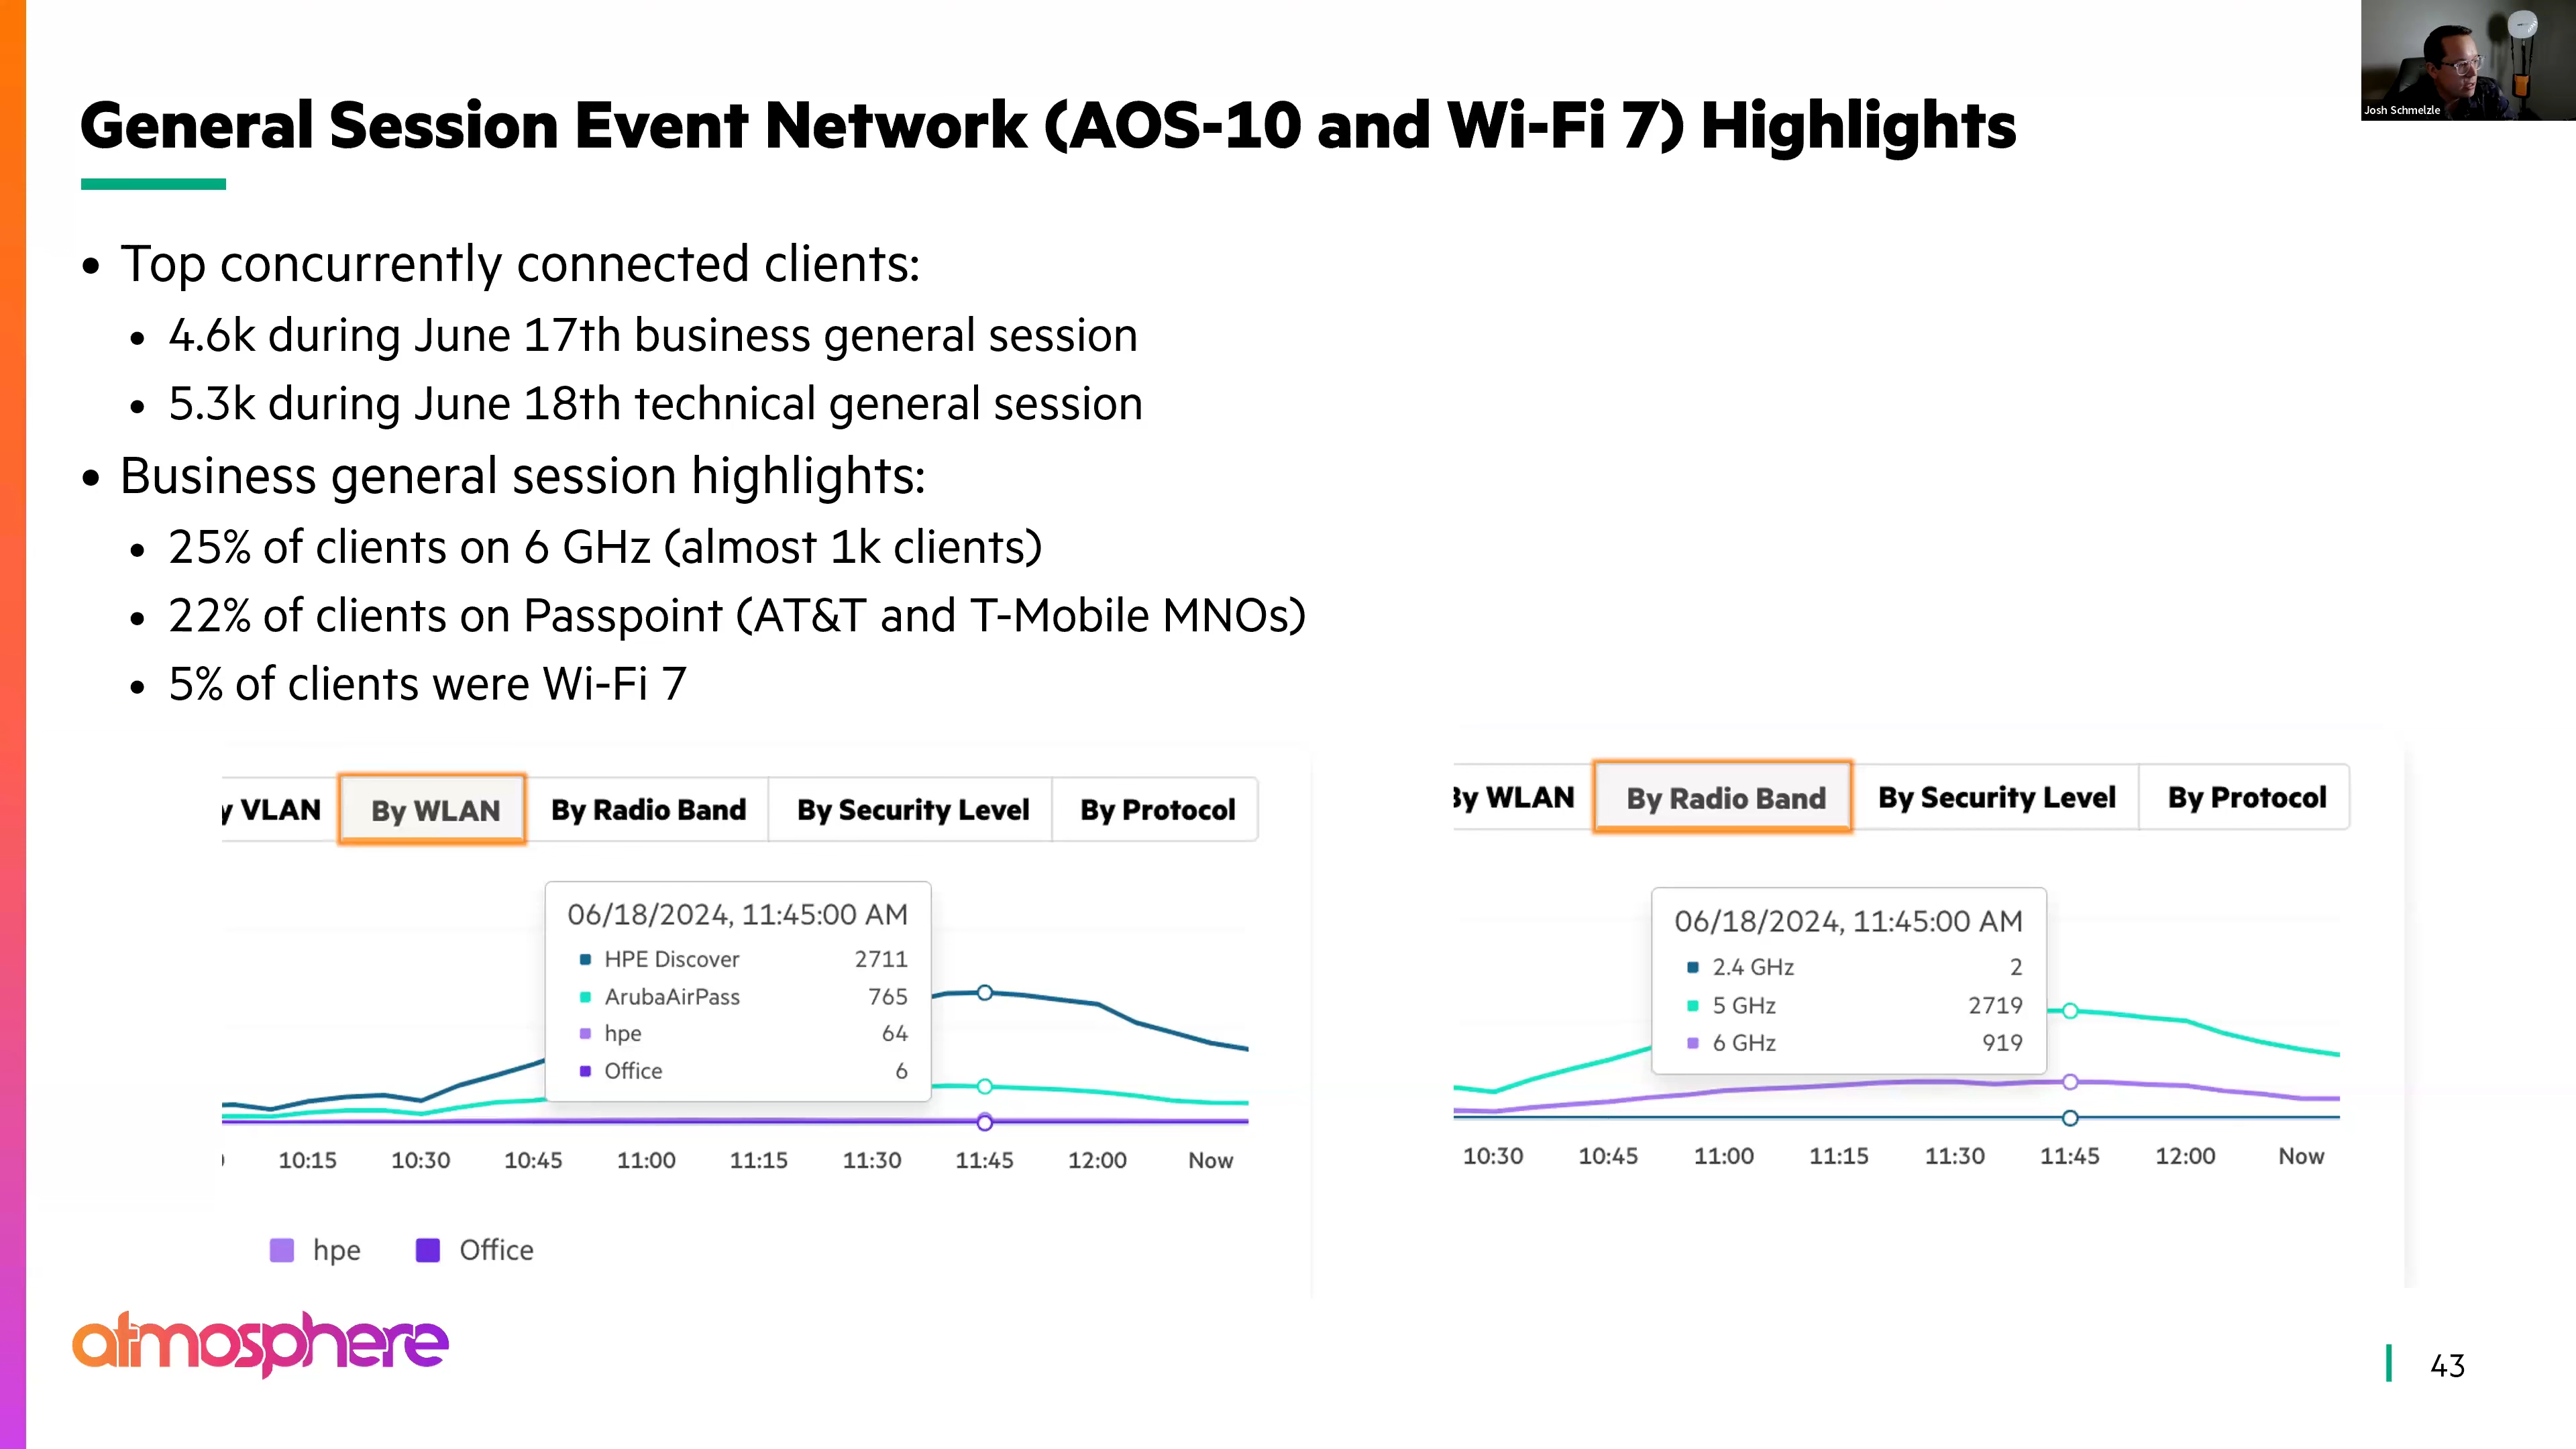 Josh Schmelzle
General Session Event Network (AOS-10 and Wi-Fi 7) Highlights
• Top concurrently connected clients:
• 4.6k during June 17th business general session
• 5.3k during June 18th technical general session
• Business general session highlights:
• 25% of clients on 6 GHz (almost 1k clients)
• 22% of clients on Passpoint (AT&T and T-Mobile MNOs)
• 5% of clients were Wi-Fi 7
y VLAN By WLAN By Radio Band By Security Level By Protocol
06/18/2024, 11:45:00 AM
HPE Discover 2711
ArubaAirPass 765
hpe 64
Office 6
10:15 10:30 10:45 11:00 11:15 11:30 11:45 12:00 Now
hpe Office
By WLAN By Radio Band By Security Level By Protocol
06/18/2024, 11:45:00 AM
2.4 GHz 2
5 GHz 2719
6 GHz 919
10:30 10:45 11:00 11:15 11:30 11:45 12:00 Now
atmosphere
43